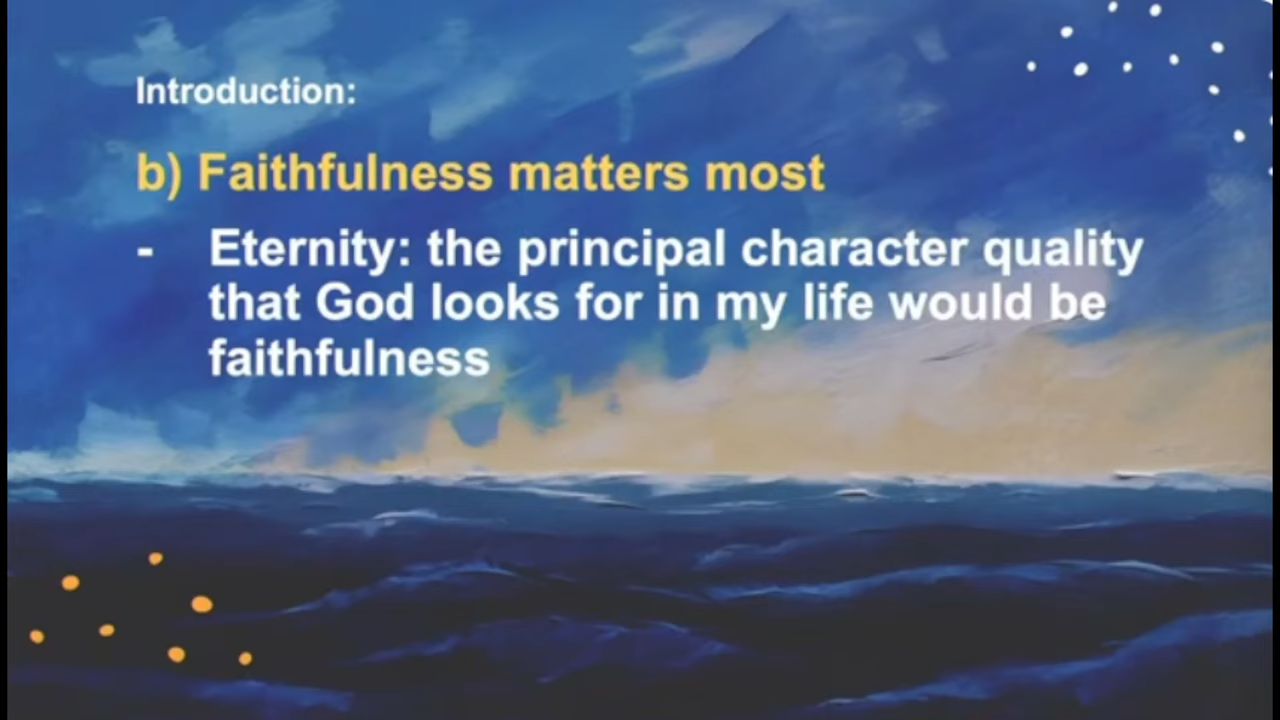 Introduction:
b) Faithfulness matters most
- Eternity: the principal character quality
that God looks for in my life would be
faithfulness